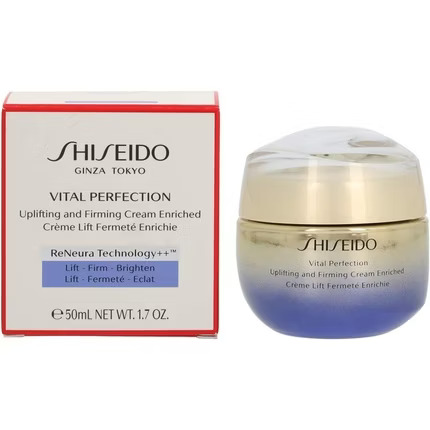 SHISEIDO
GINZA TOKYO
VITAL PERFECTION
Uplifting and Firming Cream Enriched
Crème Lift Fermeté Enrichie
ReNeura Technology++™
Lift - Firm - Brighten
Lift - Fermeté - Eclat
℮50mL NET WT. 1.7 OZ.
SHISEIDO
Vital Perfection
Uplifting and Firming Cream Enriched
Crème Lift Fermeté Enrichie